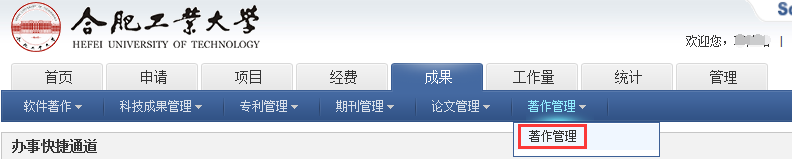 合肥工業大學
HEFEI UNIVERSITY OF TECHNOLOGY
欢迎您，
首页 申请 项目 经费 成果 工作量 统计 管理
软件著作 科技成果管理 专利管理 期刊管理 论文管理 著作管理
著作管理
办事快捷通道